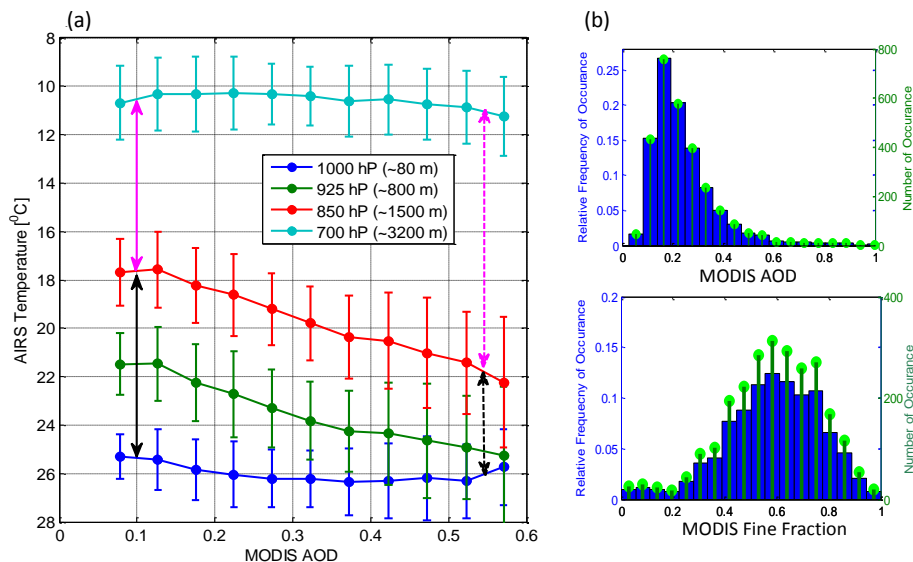 (a)
8
10
12
14
16
18
20
22
24
26
28
AIRS Temperature [⁰C]
1000 hP (~80 m)
925 hP (~800 m)
850 hP (~1500 m)
700 hP (~3200 m)
0 0.1 0.2 0.3 0.4 0.5 0.6
MODIS AOD
(b)
0.25
0.2
0.15
0.1
0.05
0
Relative Frequency of Occurance
800
600
400
200
0
Number of Occurance
0 0.2 0.4 0.6 0.8 1
MODIS AOD
0.2
0.15
0.1
0.05
0
Relative Frequecny of Occurance
400
200
0
Number of Occurance
0 0.2 0.4 0.6 0.8 1
MODIS Fine Fraction